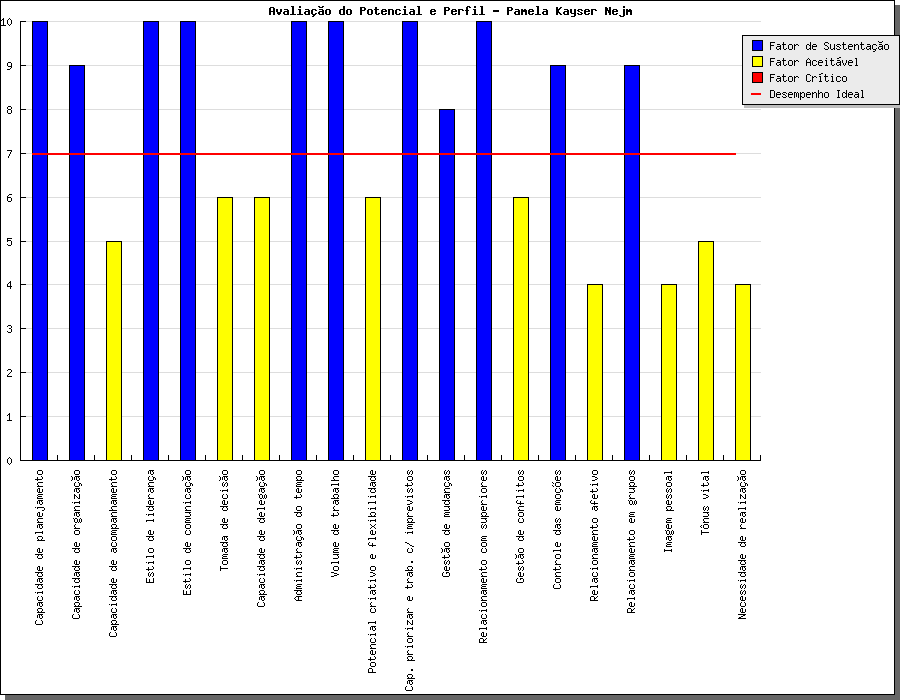 Avaliação do Potencial e Perfil - Pamela Kayser Nejm
Fator de Sustentação
Fator Aceitável
Fator Crítico
Desempenho Ideal
10
9
8
7
6
5
4
3
2
1
0
Capacidade de planejamento
Capacidade de organização
Capacidade de acompanhamento
Estilo de liderança
Estilo de comunicação
Tomada de decisão
Capacidade de delegação
Administração do tempo
Volume de trabalho
Potencial criativo e flexibilidade
Cap. priorizar e trab. c/ imprevistos
Gestão de mudanças
Relacionamento com superiores
Gestão de conflitos
Controle das emoções
Relacionamento afetivo
Relacionamento em grupos
Imagem pessoal
Tônus vital
Necessidade de realização